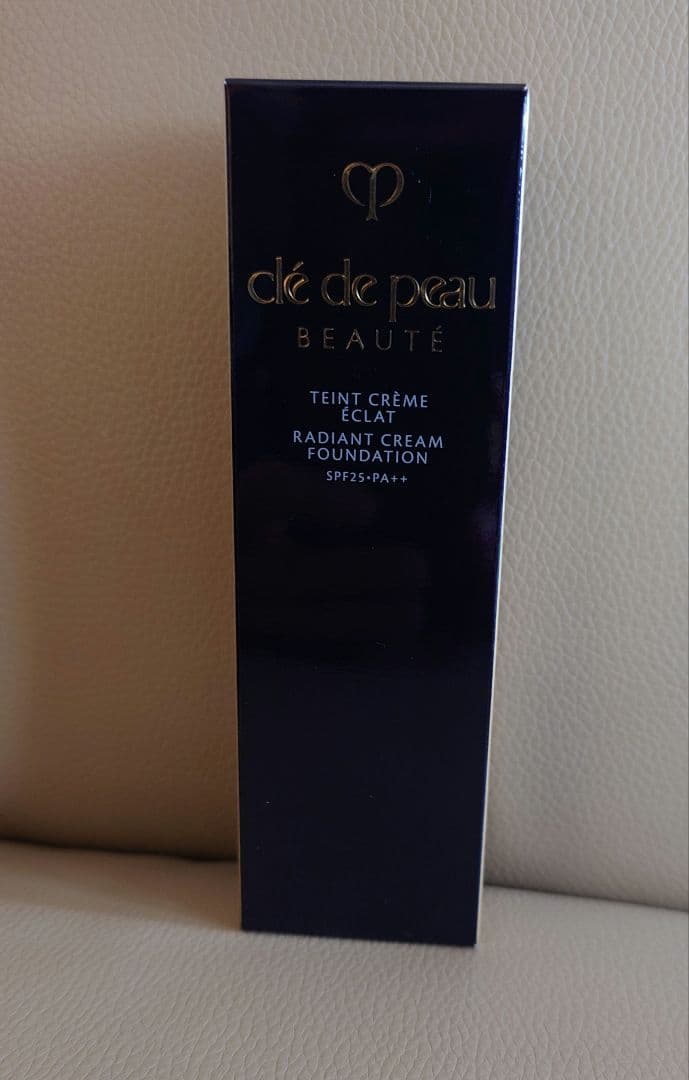 clé de peau
BEAUTÉ
TEINT CRÈME
ÉCLAT
RADIANT CREAM
FOUNDATION
SPF25•PA++